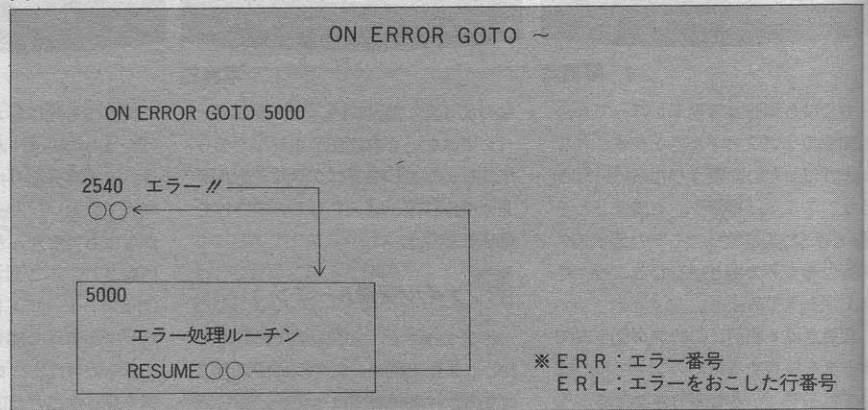 ON ERROR GOTO ~
ON ERROR GOTO 5000
2540 エラー!!
○○
5000
エラー処理ルーチン
RESUME ○○
※ERR：エラー番号
ERL：エラーをおこした行番号